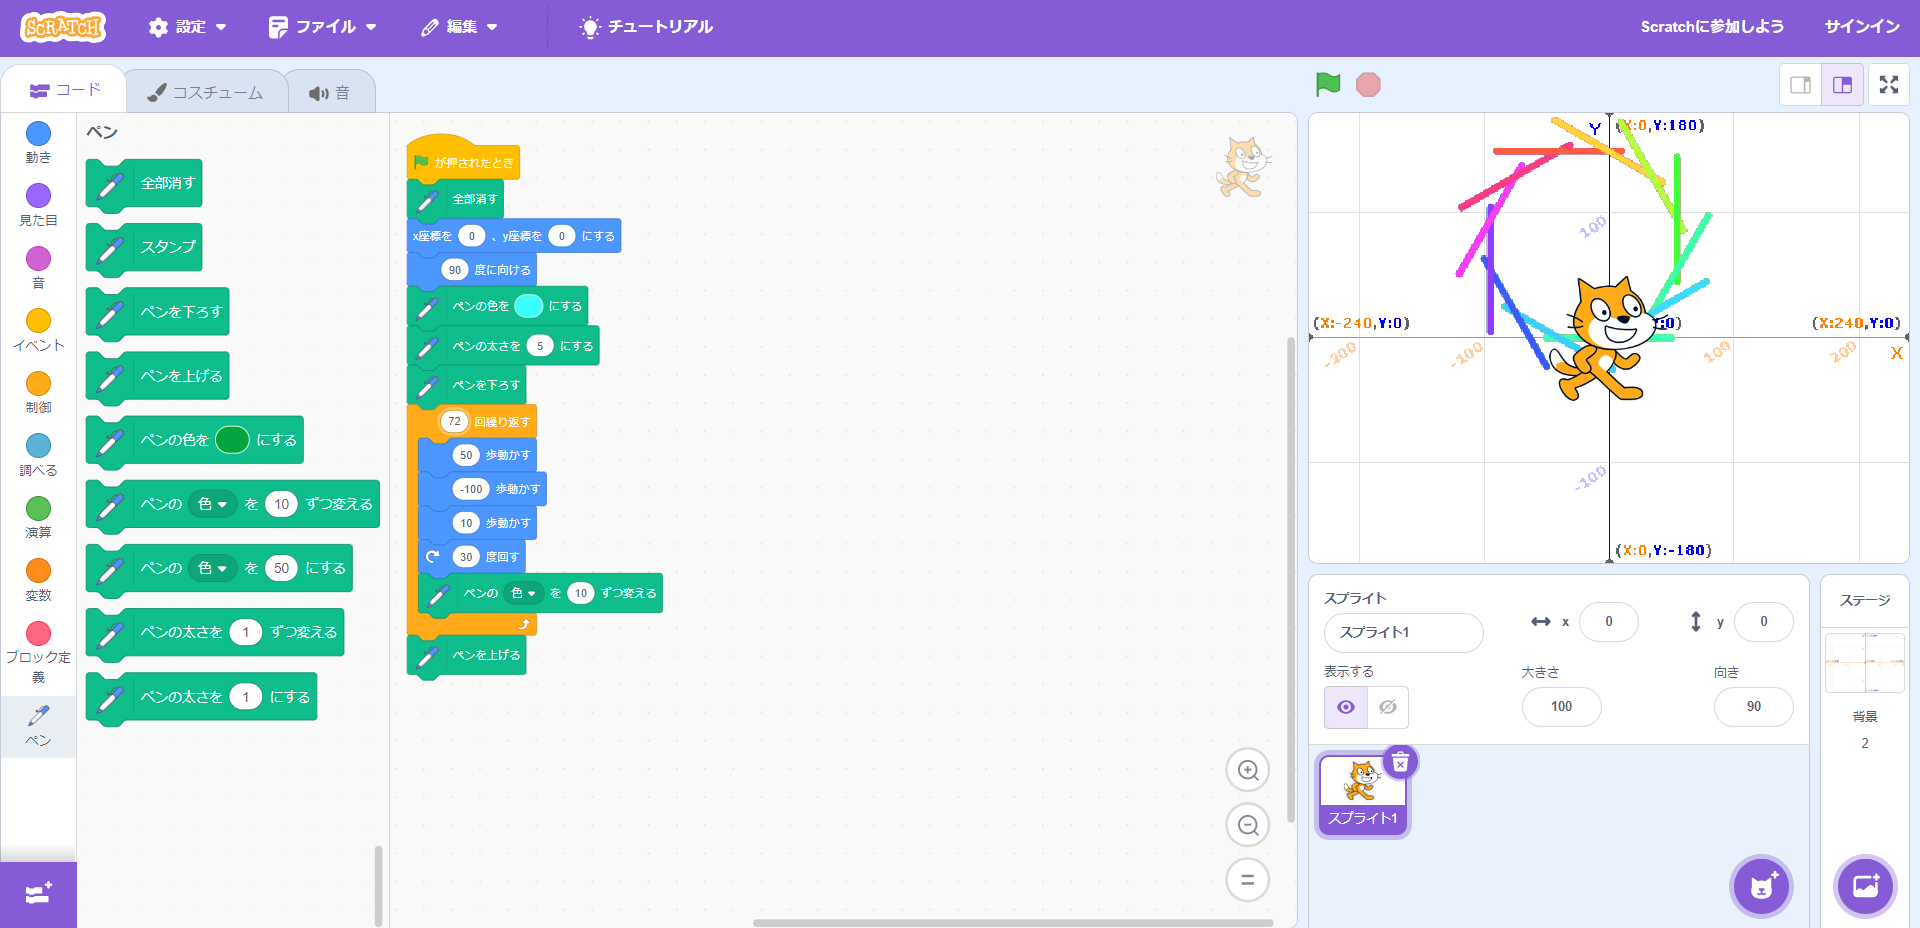 SCRATCH 設定 ファイル 編集 チュートリアル Scratchに参加しよう サインイン
コード コスチューム 音
動き
見た目
音
イベント
制御
調べる
演算
変数
ブロック定義
ペン
ペン
全部消す
スタンプ
ペンを下ろす
ペンを上げる
ペンの色を にする
ペンの 色 を 10 ずつ変える
ペンの 色 を 50 にする
ペンの太さを 1 ずつ変える
ペンの太さを 1 にする
が押されたとき
全部消す
x座標を 0 、y座標を 0 にする
90 度に向ける
ペンの色を にする
ペンの太さを 5 にする
ペンを下ろす
72 回繰り返す
50 歩動かす
-100 歩動かす
10 歩動かす
30 度回す
ペンの 色 を 10 ずつ変える
ペンを上げる
Y (X:0,Y:180)
100
(X:-240,Y:0) Y:0) (X:240,Y:0)
-200 -100 100 200 X
-100
(X:0,Y:-180)
スプライト
スプライト1 x 0 y 0
表示する 大きさ 向き
100 90
スプライト1
ステージ
背景
2